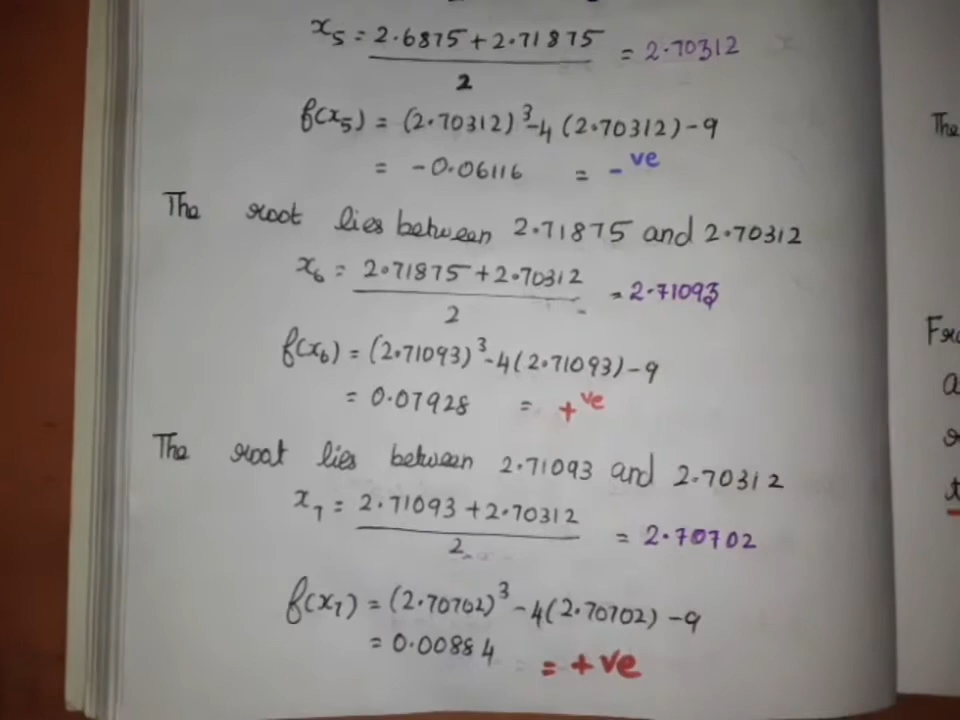 x₅ = 2.6875 + 2.71875 / 2 = 2.70312
f(x₅) = (2.70312)³ - 4 (2.70312) - 9
= -0.06116 = -ve
The root lies between 2.71875 and 2.70312
x₆ = 2.71875 + 2.70312 / 2 = 2.71093
f(x₆) = (2.71093)³ - 4 (2.71093) - 9
= 0.07928 = +ve
The root lies between 2.71093 and 2.70312
x₇ = 2.71093 + 2.70312 / 2 = 2.70702
f(x₇) = (2.70702)³ - 4 (2.70702) - 9
= 0.00884 = +ve
The